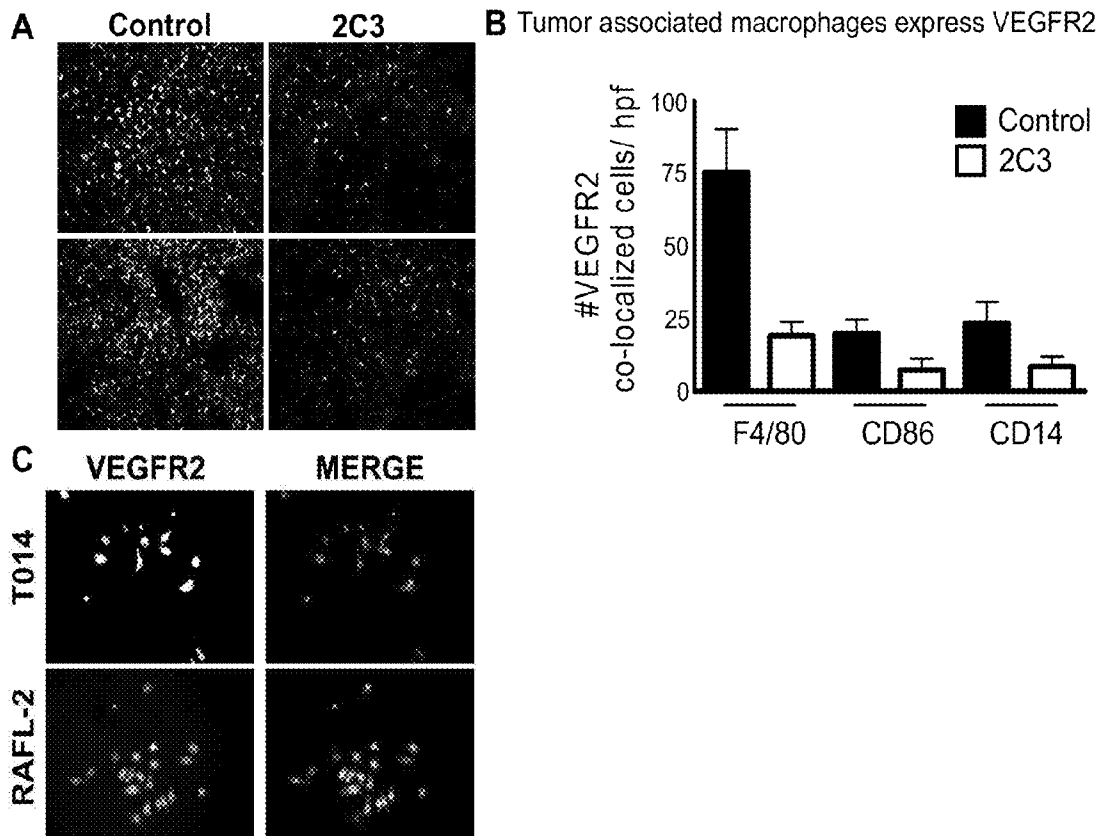 A
Control
2C3
B Tumor associated macrophages express VEGFR2
#VEGFR2
co-localized cells/ hpf
100
75
50
25
0
Control
2C3
F4/80
CD86
CD14
C
VEGFR2
MERGE
T014
RAFL-2